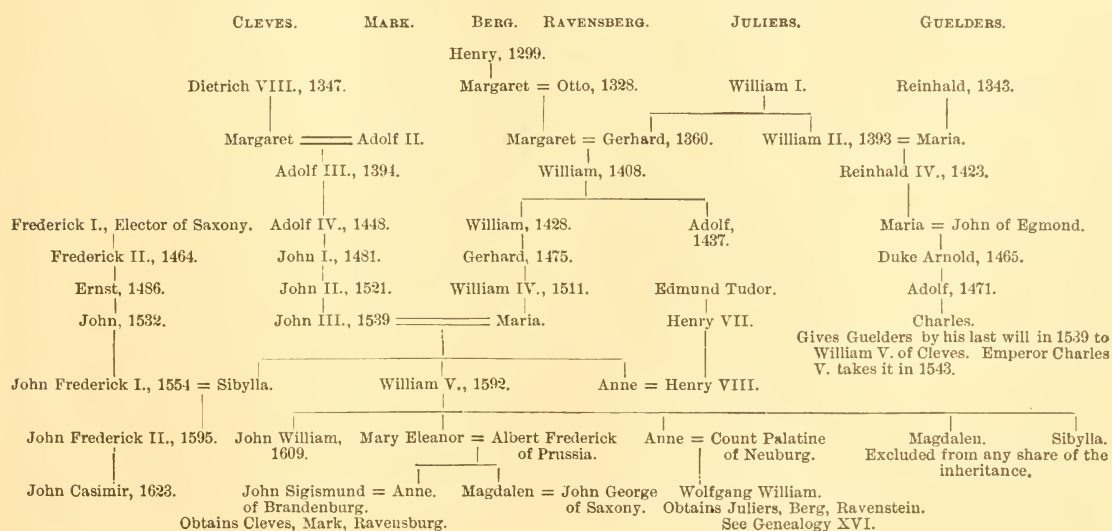 CLEVES. MARK. BERG. RAVENSBERG. JULIERS. GUELDERS.
Henry, 1299.
Dietrich VIII., 1347. Margaret = Otto, 1328. William I. Reinhald, 1343.
Margaret = Adolf II. Margaret = Gerhard, 1360. William II., 1393 = Maria.
Adolf III., 1394. William, 1408. Reinhald IV., 1423.
Frederick I., Elector of Saxony. Adolf IV., 1448. William, 1428. Adolf, Maria = John of Egmond.
1437.
Frederick II., 1464. John I., 1481. Gerhard, 1475. Duke Arnold, 1465.
Ernst, 1486. John II., 1521. William IV., 1511. Edmund Tudor. Adolf, 1471.
John, 1532. John III., 1539 = Maria. Henry VII. Charles.
Gives Guelders by his last will in 1539 to
William V. of Cleves. Emperor Charles
V. takes it in 1543.
John Frederick I., 1554 = Sibylla. William V., 1592. Anne = Henry VIII.
John Frederick II., 1595. John William, Mary Eleanor = Albert Frederick Anne = Count Palatine Magdalen. Sibylla.
1609. of Prussia. of Neuburg. Excluded from any share of the
inheritance.
John Casimir, 1623. John Sigismund = Anne. Magdalen = John George Wolfgang William.
of Brandenburg. of Saxony. Obtains Juliers, Berg, Ravenstein.
Obtains Cleves, Mark, Ravensburg. See Genealogy XVI.